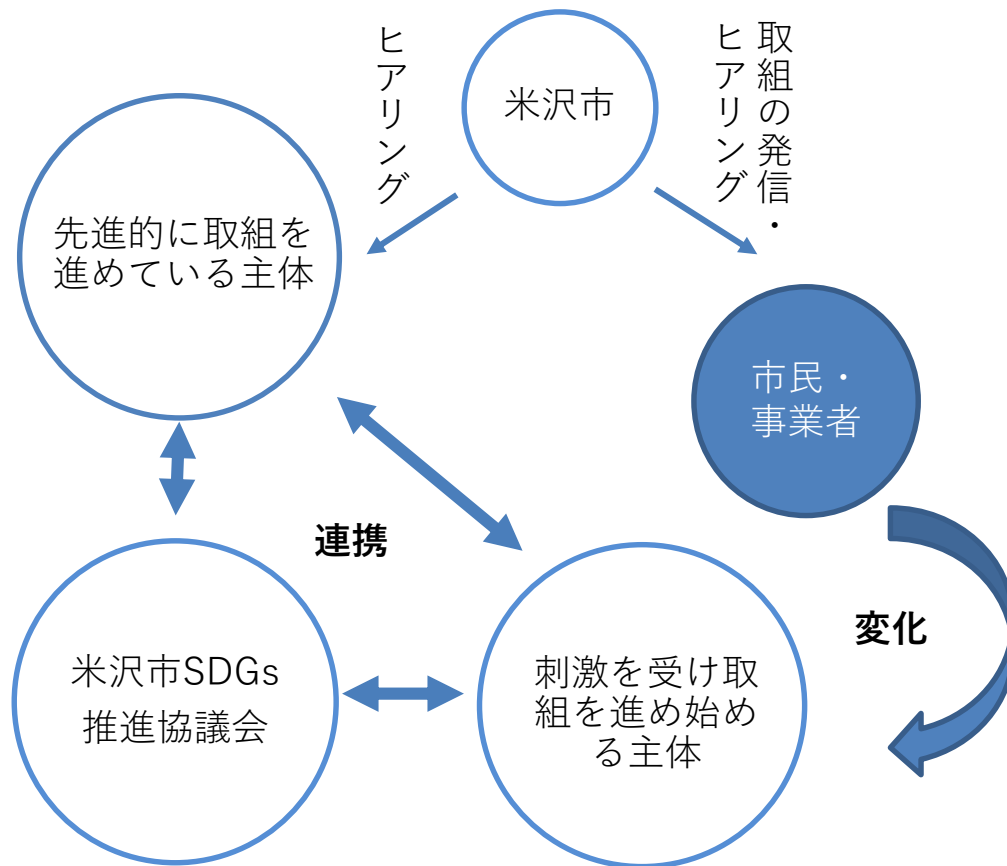 ヒアリング
米沢市
取組の発信・
ヒアリング
先進的に取組を
進めている主体
市民・
事業者
連携
変化
米沢市SDGs
推進協議会
刺激を受け取
組を進め始め
る主体